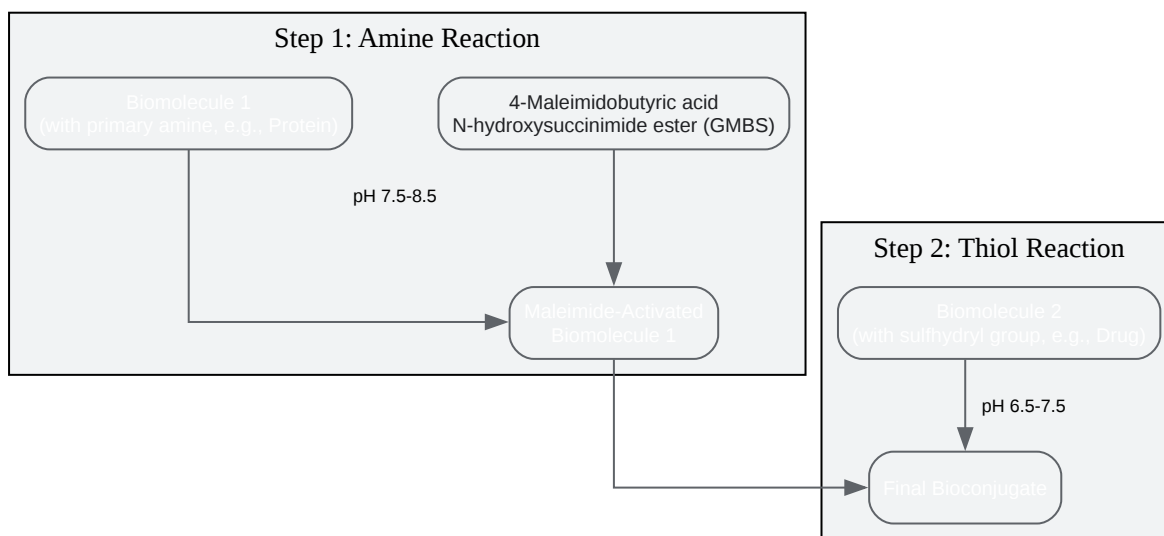 Step 1: Amine Reaction
Biomolecule 1
(with primary amine, e.g., Protein)
4-Maleimidobutyric acid
N-hydroxysuccinimide ester (GMBS)
pH 7.5-8.5
Maleimide-Activated
Biomolecule 1
Step 2: Thiol Reaction
Biomolecule 2
(with sulfhydryl group, e.g., Drug)
pH 6.5-7.5
Final Bioconjugate